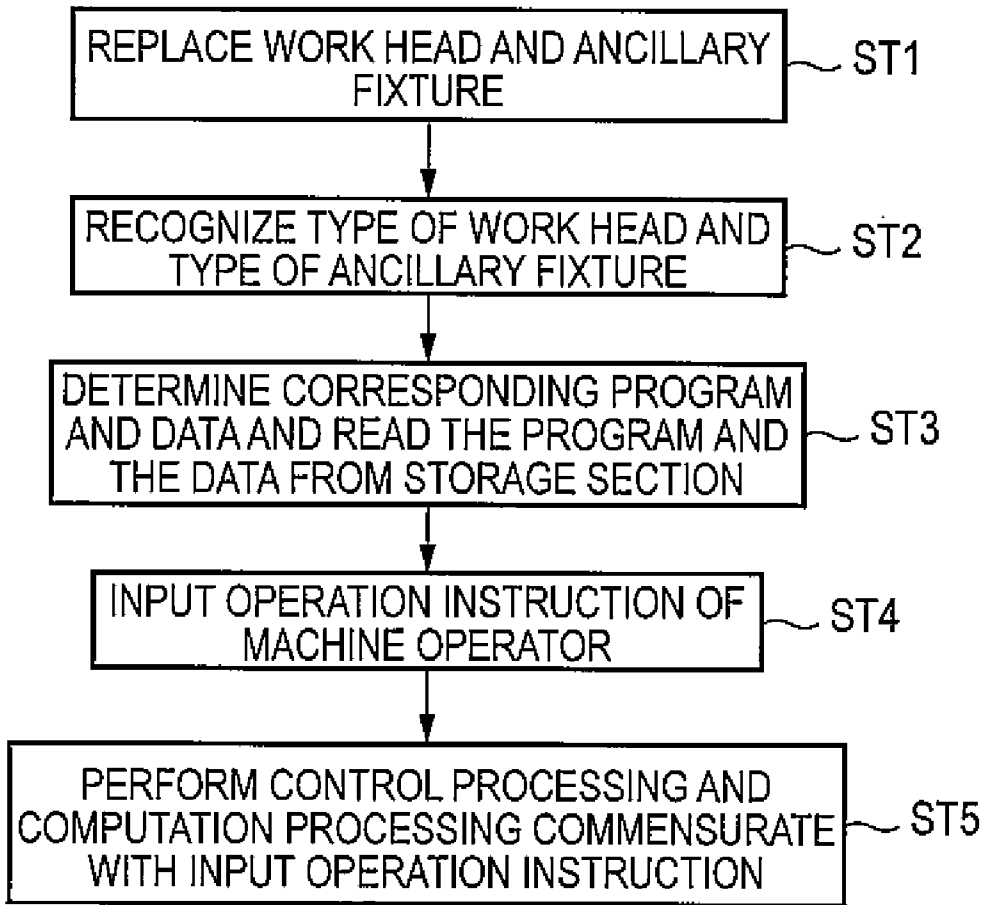 REPLACE WORK HEAD AND ANCILLARY
FIXTURE
ST1
RECOGNIZE TYPE OF WORK HEAD AND
TYPE OF ANCILLARY FIXTURE
ST2
DETERMINE CORRESPONDING PROGRAM
AND DATA AND READ THE PROGRAM AND
THE DATA FROM STORAGE SECTION
ST3
INPUT OPERATION INSTRUCTION OF
MACHINE OPERATOR
ST4
PERFORM CONTROL PROCESSING AND
COMPUTATION PROCESSING COMMENSURATE
WITH INPUT OPERATION INSTRUCTION
ST5